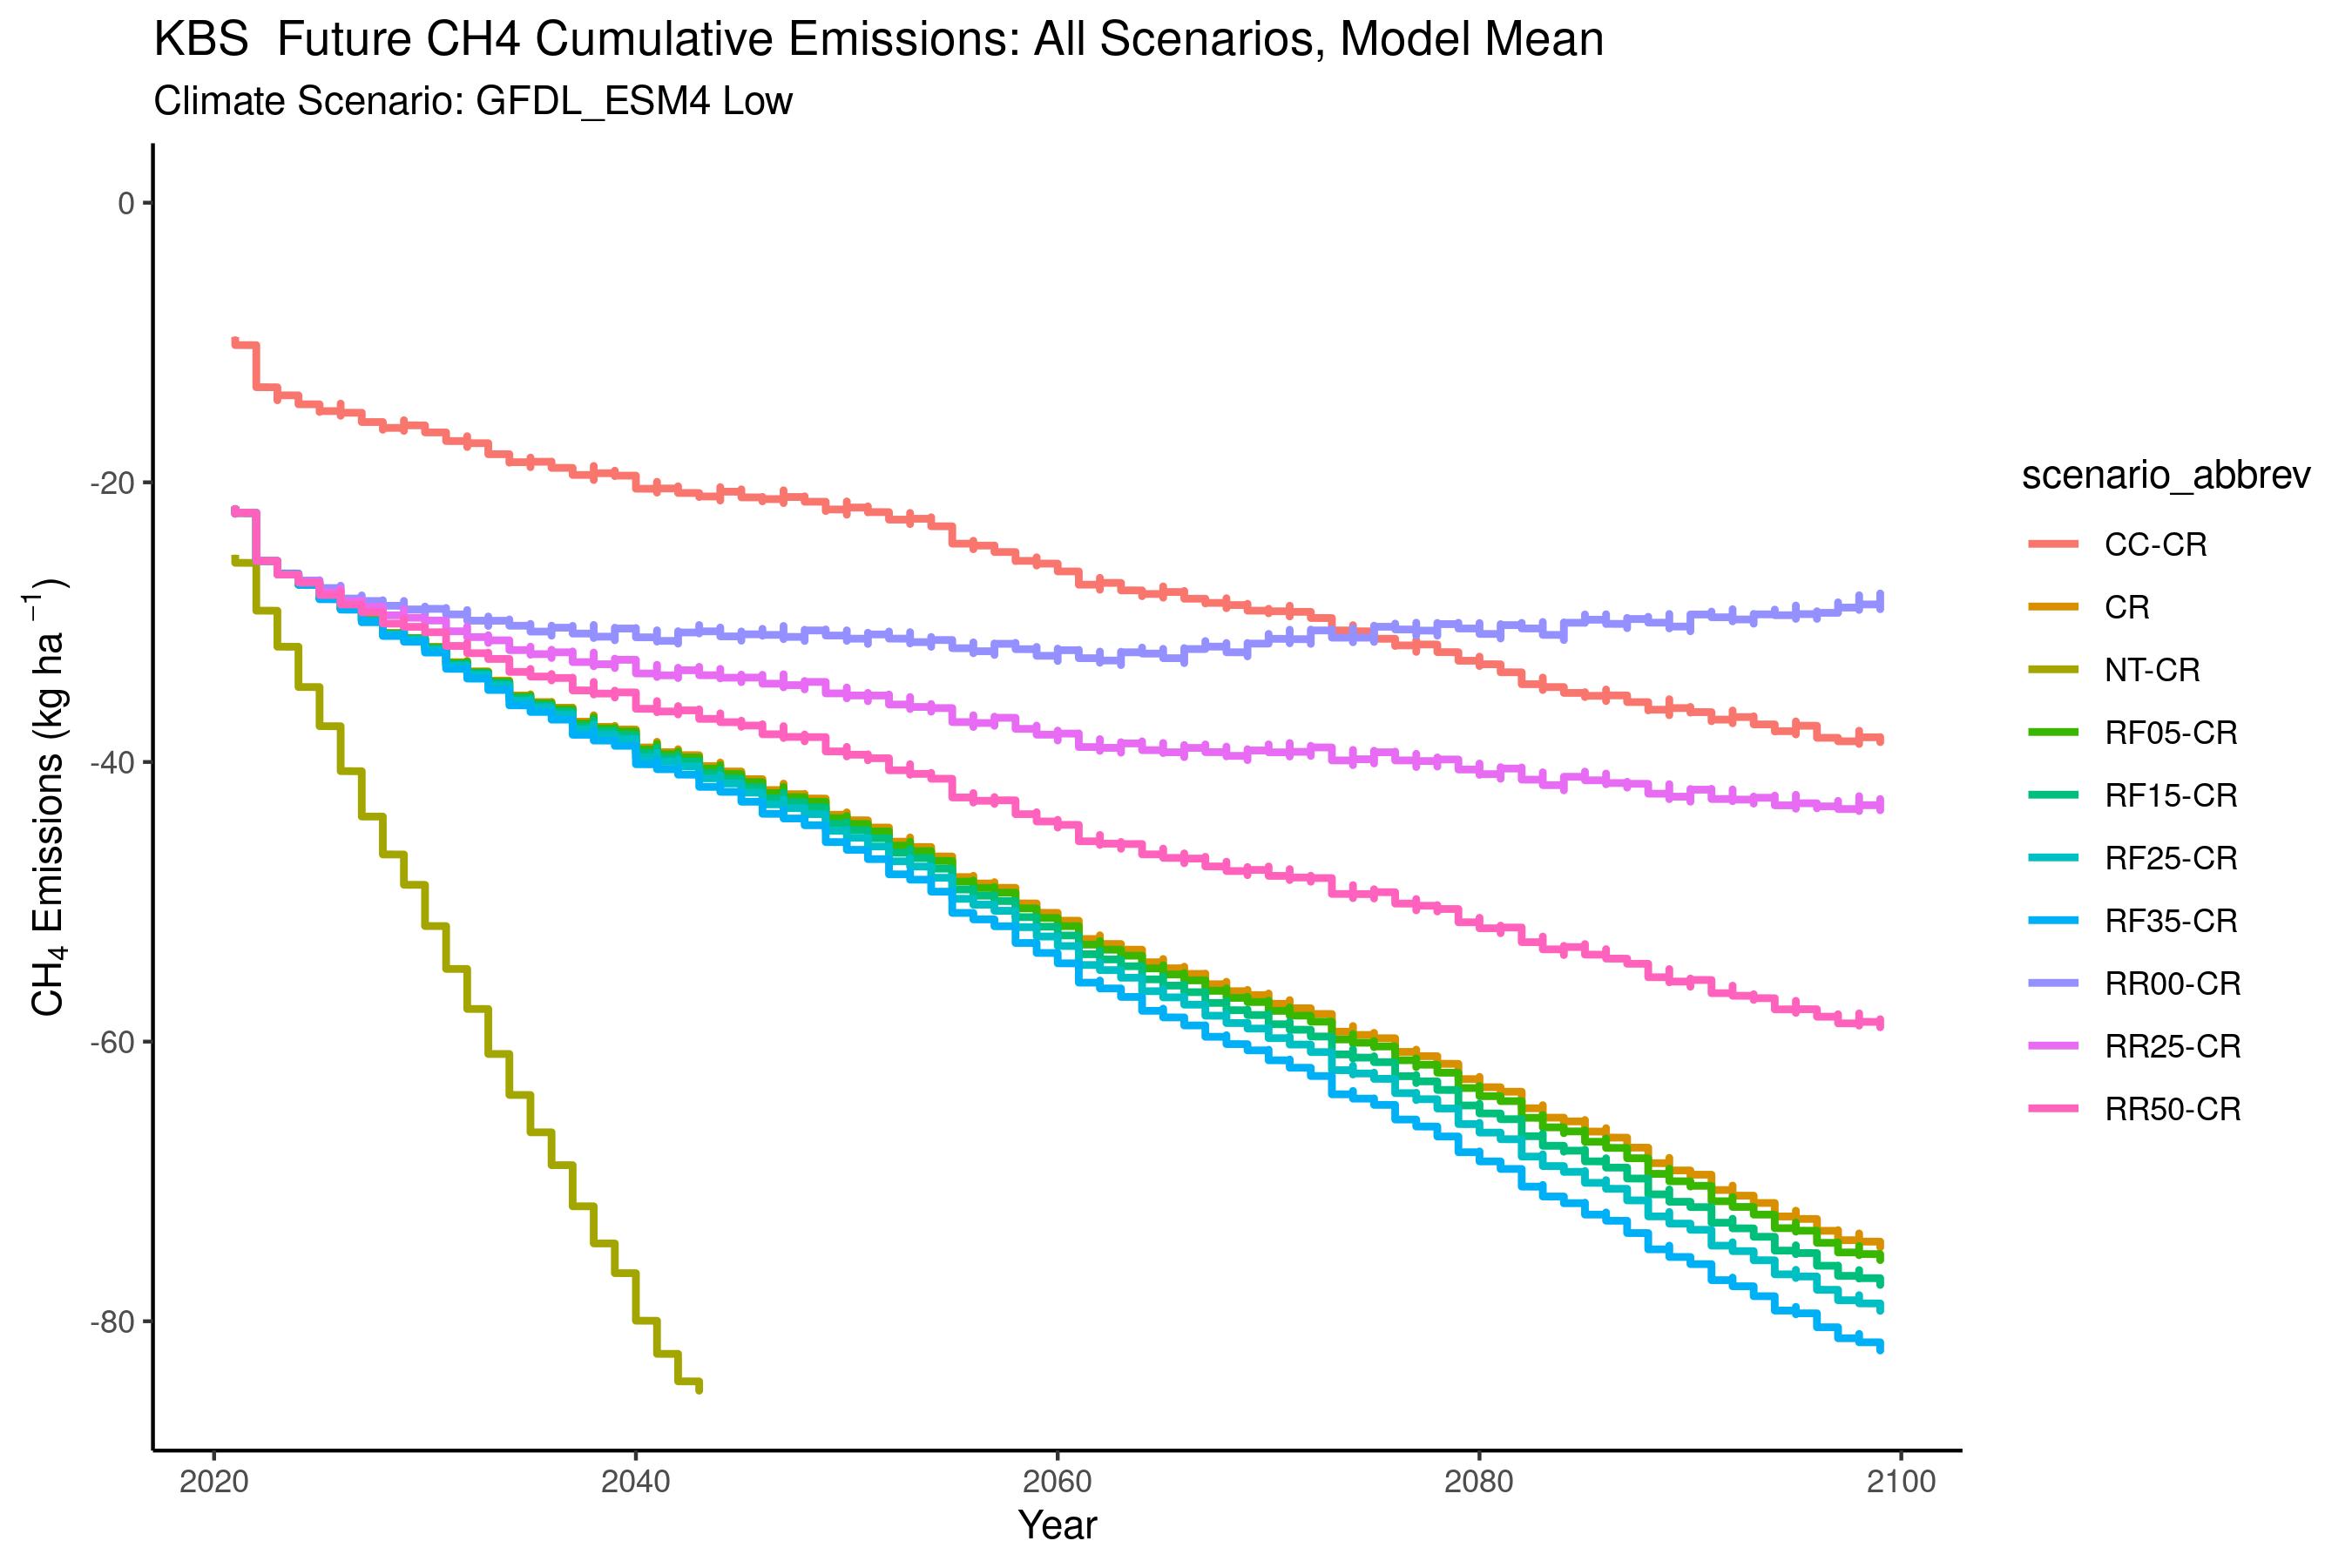 KBS  Future CH4 Cumulative Emissions: All Scenarios, Model Mean
Climate Scenario: GFDL_ESM4 Low
CH₄ Emissions (kg ha ⁻¹)
0
-20
-40
-60
-80
2020
2040
2060
2080
2100
Year
scenario_abbrev
CC-CR
CR
NT-CR
RF05-CR
RF15-CR
RF25-CR
RF35-CR
RR00-CR
RR25-CR
RR50-CR